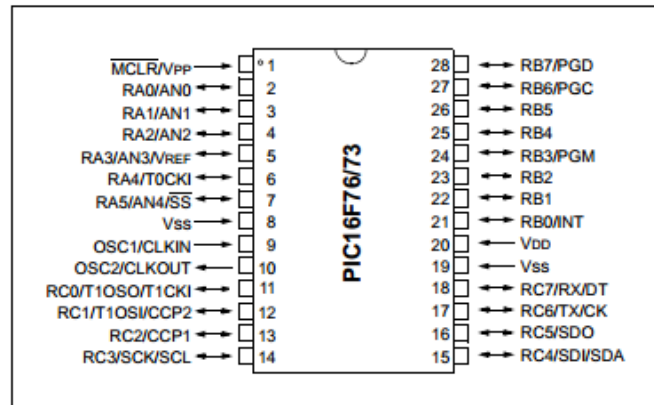 MCLR/VPP 1
RA0/AN0 2
RA1/AN1 3
RA2/AN2 4
RA3/AN3/VREF 5
RA4/T0CKI 6
RA5/AN4/SS 7
VSS 8
OSC1/CLKIN 9
OSC2/CLKOUT 10
RC0/T1OSO/T1CKI 11
RC1/T1OSI/CCP2 12
RC2/CCP1 13
RC3/SCK/SCL 14
PIC16F76/73
28 RB7/PGD
27 RB6/PGC
26 RB5
25 RB4
24 RB3/PGM
23 RB2
22 RB1
21 RB0/INT
20 VDD
19 VSS
18 RC7/RX/DT
17 RC6/TX/CK
16 RC5/SDO
15 RC4/SDI/SDA